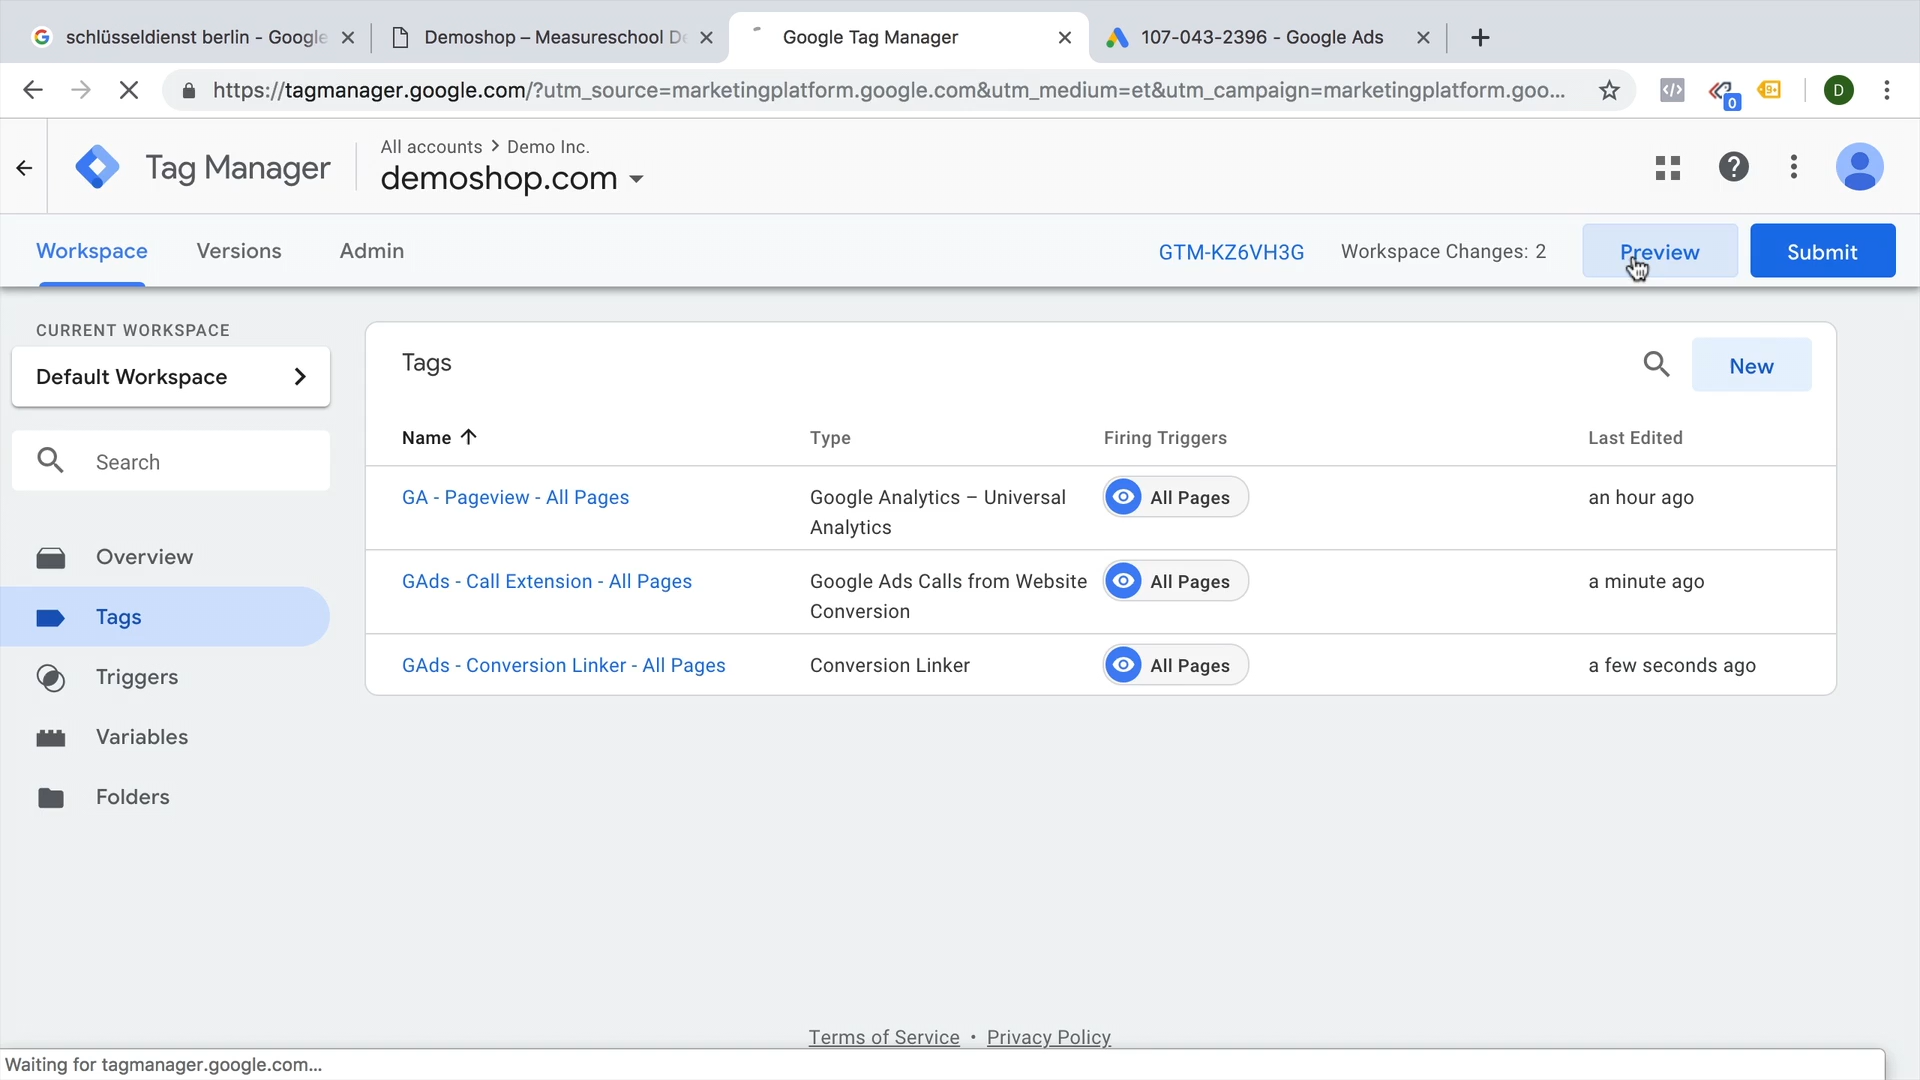 schlüsseldienst berlin - Google
Demoshop – Measureschool De
Google Tag Manager
107-043-2396 - Google Ads
https://tagmanager.google.com/?utm_source=marketingplatform.google.com&utm_medium=et&utm_campaign=marketingplatform.goo...
0
9+
D
Tag Manager
All accounts > Demo Inc.
demoshop.com
Workspace
Versions
Admin
GTM-KZ6VH3G
Workspace Changes: 2
Preview
Submit
CURRENT WORKSPACE
Default Workspace
Search
Overview
Tags
Triggers
Variables
Folders
Tags
New
Name
Type
Firing Triggers
Last Edited
GA - Pageview - All Pages
Google Analytics – Universal
Analytics
All Pages
an hour ago
GAds - Call Extension - All Pages
Google Ads Calls from Website
Conversion
All Pages
a minute ago
GAds - Conversion Linker - All Pages
Conversion Linker
All Pages
a few seconds ago
Terms of Service • Privacy Policy
Waiting for tagmanager.google.com...